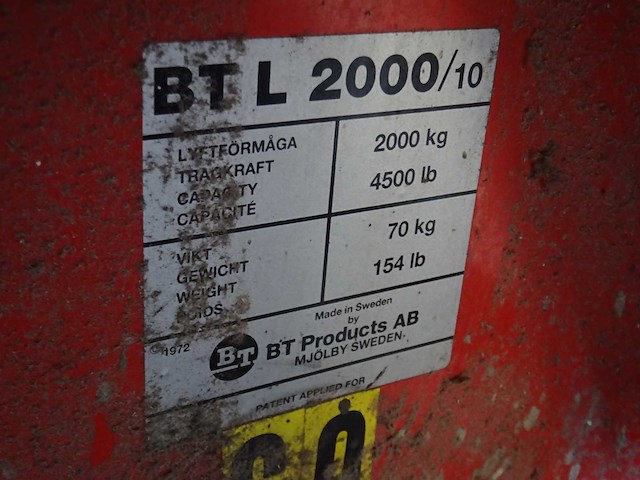 BT L 2000/10
LYFTFÖRMÅGA
TRAGKRAFT
CAPACITY
CAPACITÉ
2000 kg
4500 lb
VIKT
GEWICHT
WEIGHT
POIDS
70 kg
154 lb
Made in Sweden
by
© 1972
BT
BT Products AB
MJÖLBY SWEDEN
PATENT APPLIED FOR